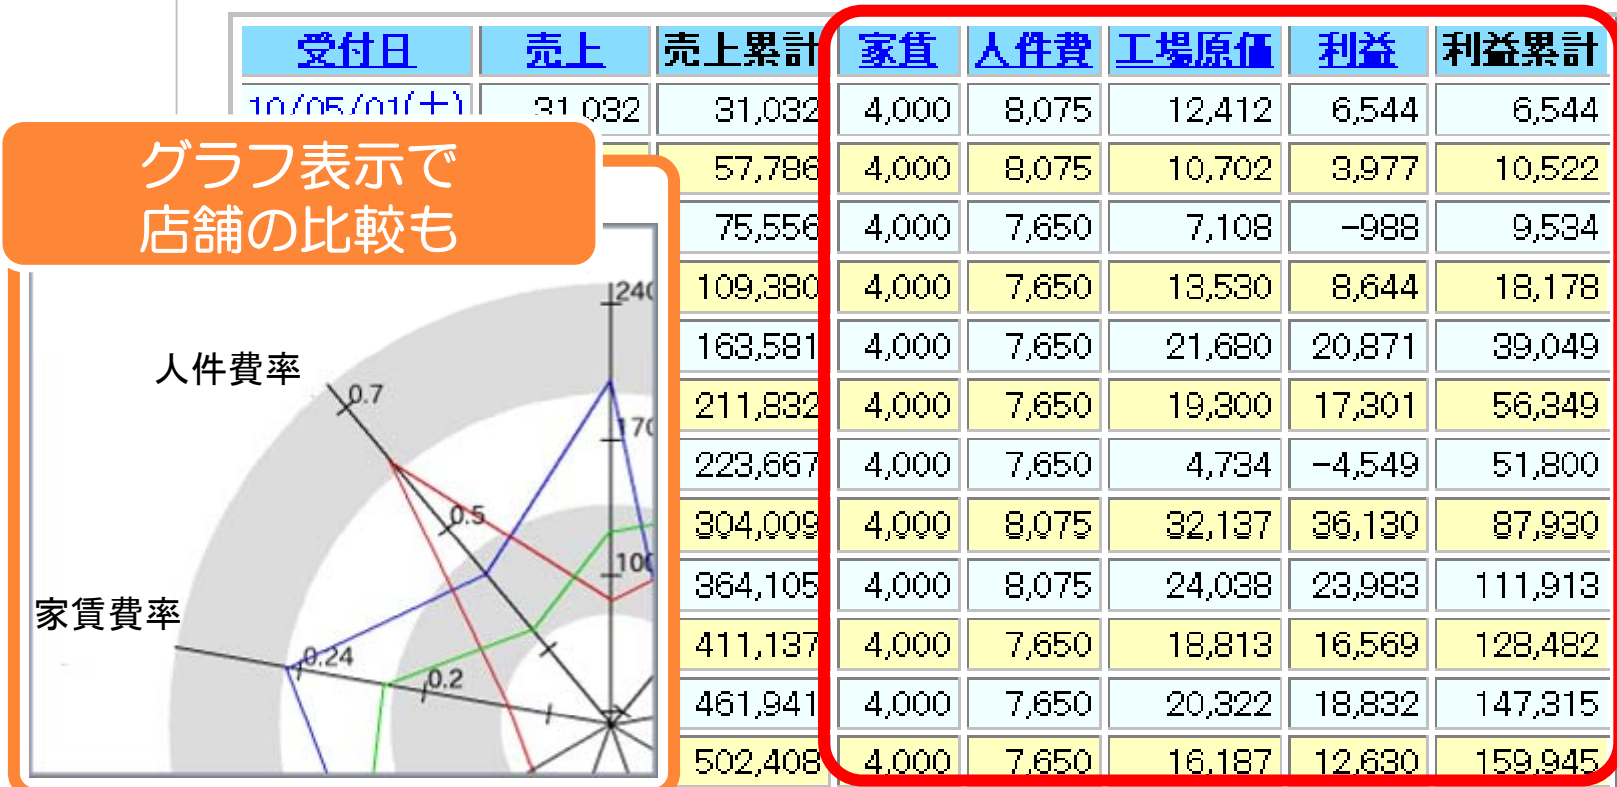 受付日 売上 売上累計 家賃 人件費 工場原価 利益 利益累計
10/05/01(土) 31,032 31,032 4,000 8,075 12,412 6,544 6,544
57,786 4,000 8,075 10,702 3,977 10,522
75,556 4,000 7,650 7,108 -988 9,534
109,380 4,000 7,650 13,530 8,644 18,178
163,581 4,000 7,650 21,680 20,871 39,049
211,832 4,000 7,650 19,300 17,301 56,349
223,667 4,000 7,650 4,734 -4,549 51,800
304,009 4,000 8,075 32,137 36,130 87,930
364,105 4,000 8,075 24,038 23,983 111,913
411,137 4,000 7,650 18,813 16,569 128,482
461,941 4,000 7,650 20,322 18,832 147,315
502,408 4,000 7,650 16,187 12,630 159,945
グラフ表示で
店舗の比較も
240
人件費率
0.7
170
0.5
100
家賃費率
0.24
0.2